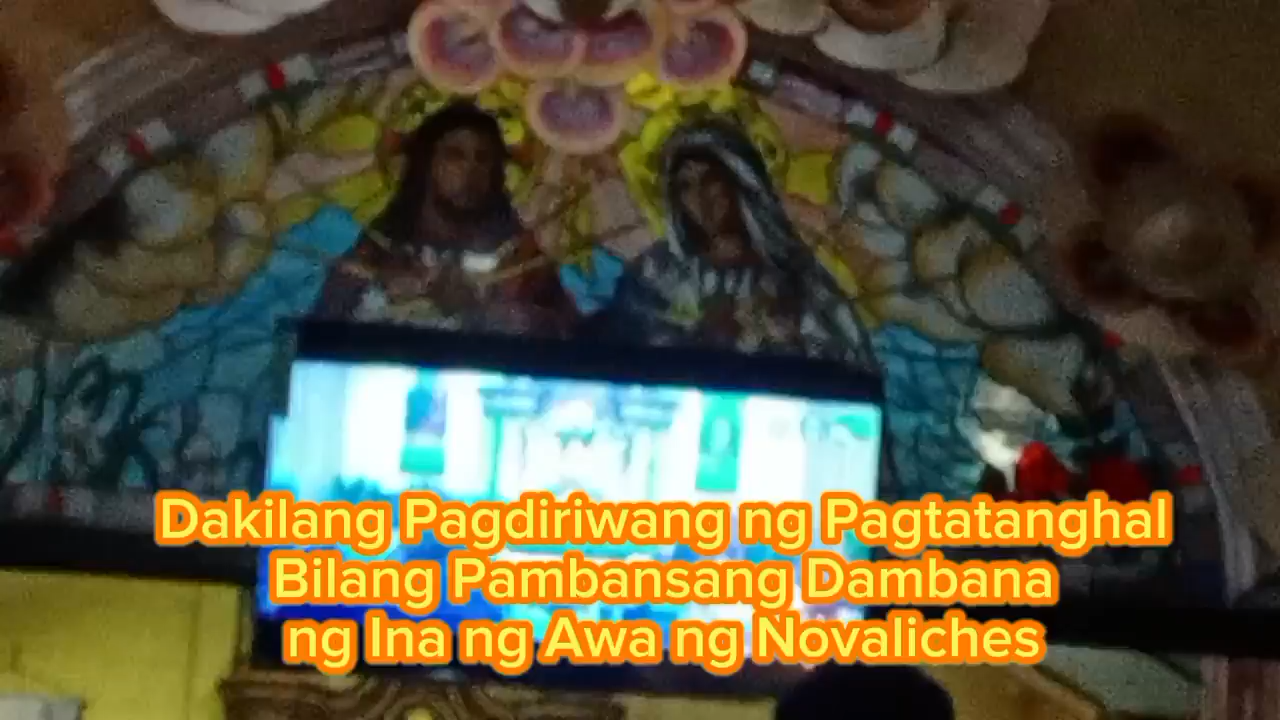 Dakilang Pagdiriwang ng Pagtatanghal
Bilang Pambansang Dambana
ng Ina ng Awa ng Novaliches